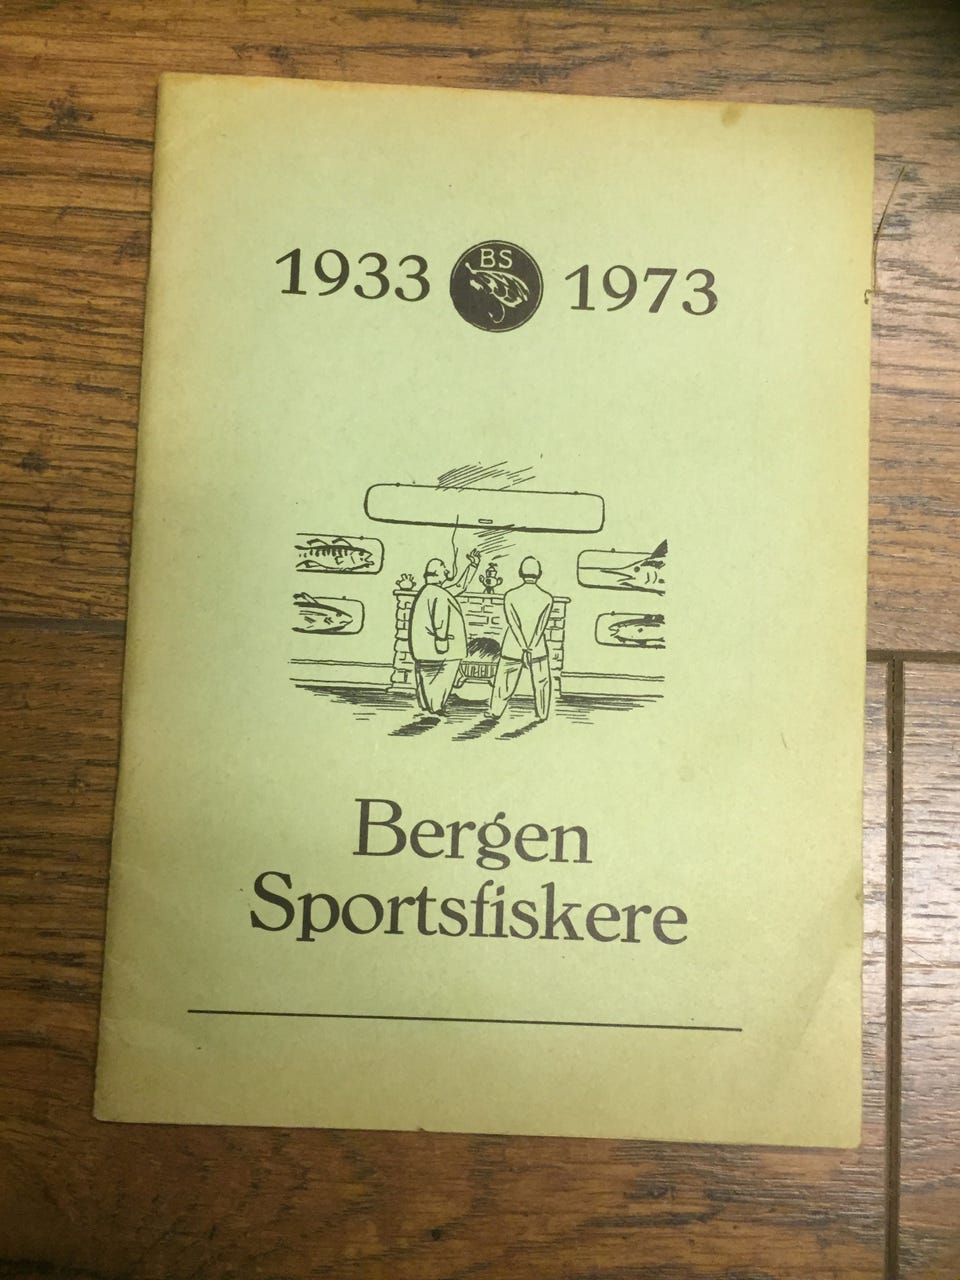 1933 BS 1973
Bergen
Sportsfiskere